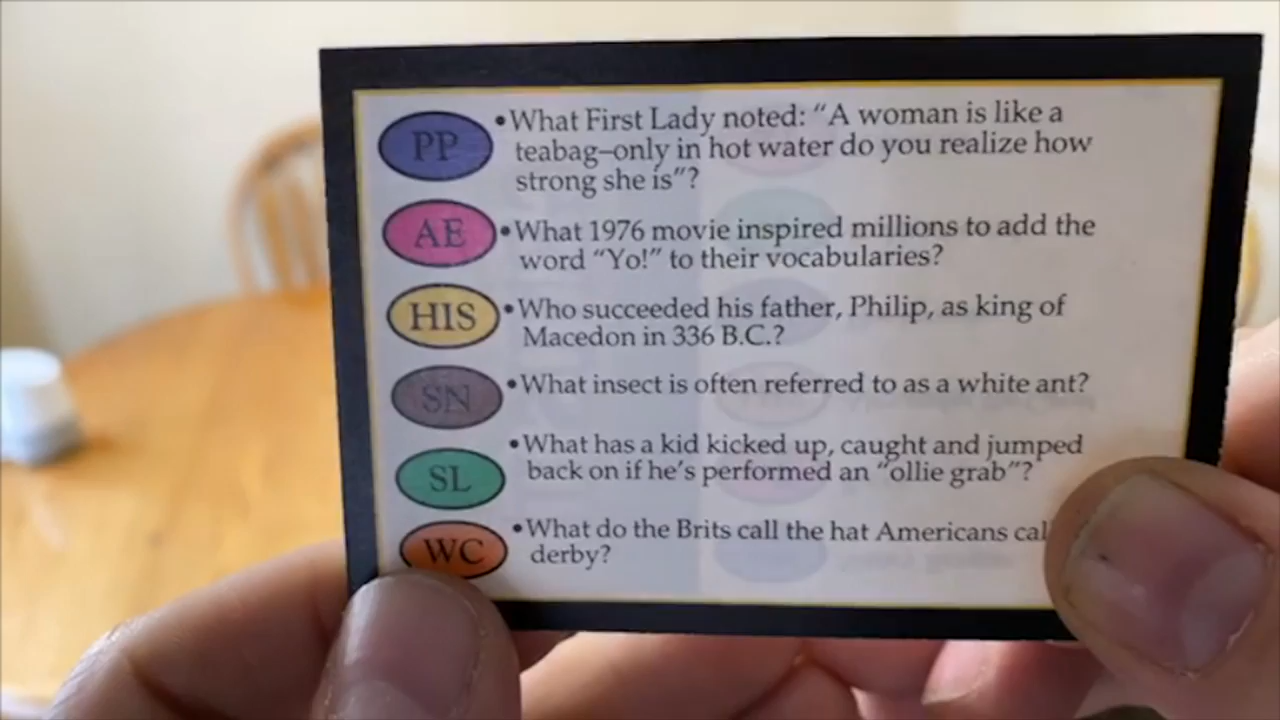 PP •What First Lady noted: “A woman is like a
teabag–only in hot water do you realize how
strong she is”?
AE •What 1976 movie inspired millions to add the
word “Yo!” to their vocabularies?
HIS •Who succeeded his father, Philip, as king of
Macedon in 336 B.C.?
SN •What insect is often referred to as a white ant?
SL •What has a kid kicked up, caught and jumped
back on if he’s performed an “ollie grab”?
WC •What do the Brits call the hat Americans
derby?